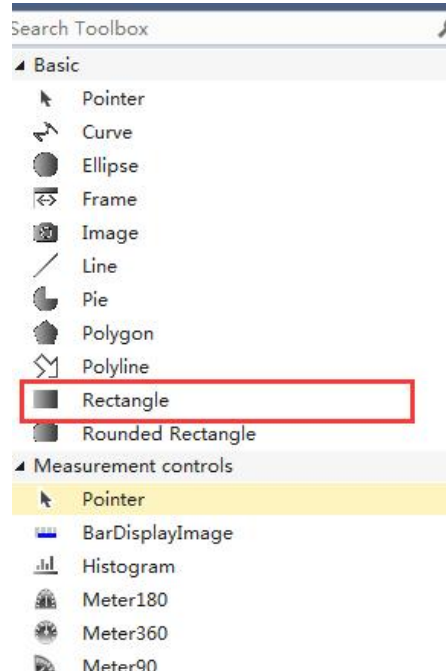 Search Toolbox
Basic
Pointer
Curve
Ellipse
Frame
Image
Line
Pie
Polygon
Polyline
Rectangle
Rounded Rectangle
Measurement controls
Pointer
BarDisplayImage
Histogram
Meter180
Meter360
Meter90